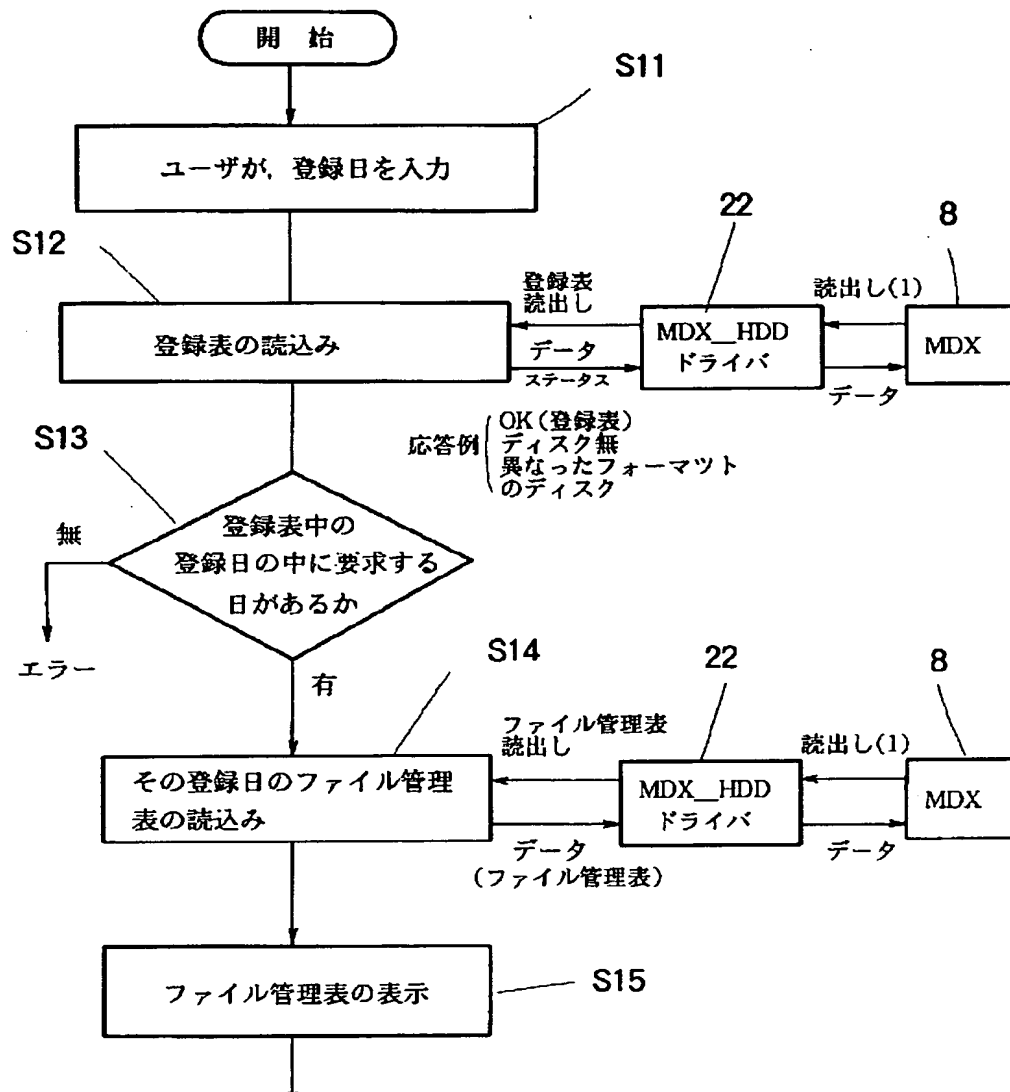 開 始
S11
ユーザが，登録日を入力
S12
22
8
登録表
読出し
読出し(1)
登録表の読込み
MDX__HDD
ドライバ
MDX
データ
ステータス
データ
S13
応答例
OK(登録表)
ディスク無
異なったフォーマツト
のディスク
無
登録表中の
登録日の中に要求する
日があるか
エラー
有
S14
22
8
ファイル管理表
読出し
読出し(1)
その登録日のファイル管理
表の読込み
MDX__HDD
ドライバ
MDX
データ
(ファイル管理表)
データ
ファイル管理表の表示
S15